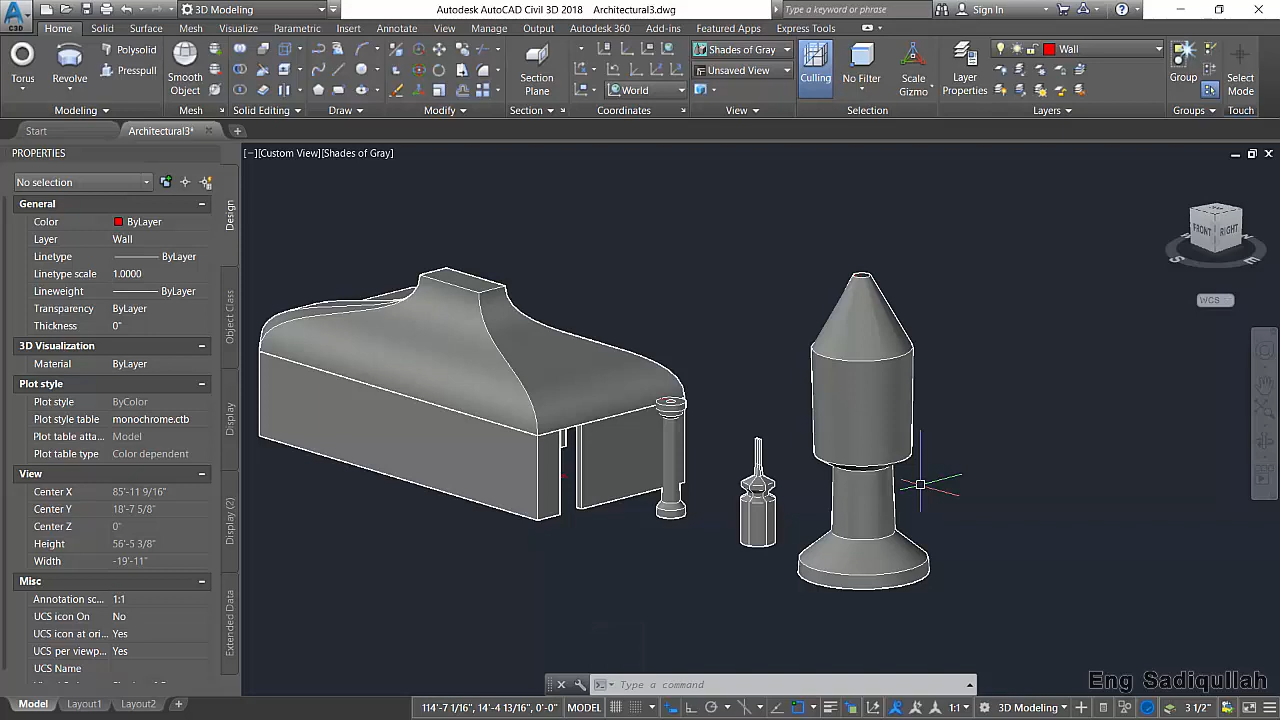 3D Modeling
Autodesk AutoCAD Civil 3D 2018 Architectural3.dwg
Type a keyword or phrase
Sign In
C3D
Home Solid Surface Mesh Visualize Parametric Insert Annotate View Manage Output Autodesk 360 Add-ins Featured Apps Express Tools
Torus
Revolve
Polysolid
Presspull
Smooth Object
Section Plane
World
Shades of Gray
Unsaved View
Culling
No Filter
Scale Gizmo
Layer Properties
Wall
Group
Select Mode
Modeling Mesh Solid Editing Draw Modify Section Coordinates View Selection Layers Groups Touch
Start Architectural3*
PROPERTIES
No selection
General
Color ByLayer
Layer Wall
Linetype ByLayer
Linetype scale 1.0000
Lineweight ByLayer
Transparency ByLayer
Thickness 0"
3D Visualization
Material ByLayer
Plot style
Plot style ByColor
Plot style table monochrome.ctb
Plot table atta... Model
Plot table type Color dependent
View
Center X 85'-11 9/16"
Center Y 18'-7 5/8"
Center Z 0"
Height 56'-5 3/8"
Width -19'-11"
Misc
Annotation sc... 1:1
UCS icon On No
UCS icon at ori... Yes
UCS per viewp... Yes
UCS Name
Design
Object Class
Display
Display (2)
Extended Data
[−][Custom View][Shades of Gray]
FRONT RIGHT
S E
WCS
Type a command
Eng Sadiqullah
Model Layout1 Layout2
114'-7 1/16", 14'-4 13/16", 0'-0" MODEL 1:1 3D Modeling 3 1/2"